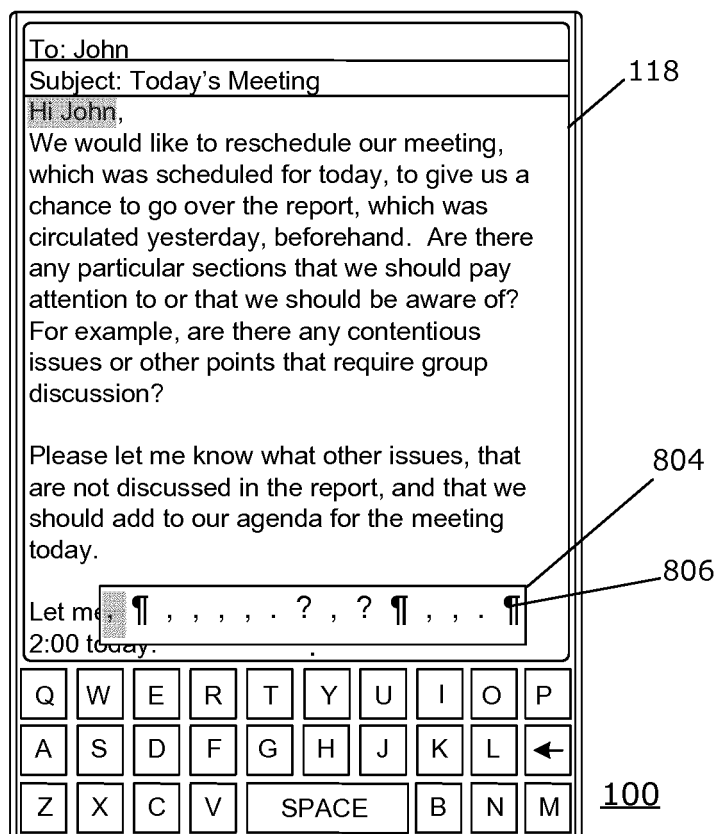 To: John
Subject: Today's Meeting
Hi John,
We would like to reschedule our meeting,
which was scheduled for today, to give us a
chance to go over the report, which was
circulated yesterday, beforehand.  Are there
any particular sections that we should pay
attention to or that we should be aware of?
For example, are there any contentious
issues or other points that require group
discussion?
Please let me know what other issues, that
are not discussed in the report, and that we
should add to our agenda for the meeting
today.
Let me
, ¶ , , , , . ? , ? ¶ , , . ¶
2:00 today.
Q W E R T Y U I O P
A S D F G H J K L ←
Z X C V SPACE B N M
118
804
806
100